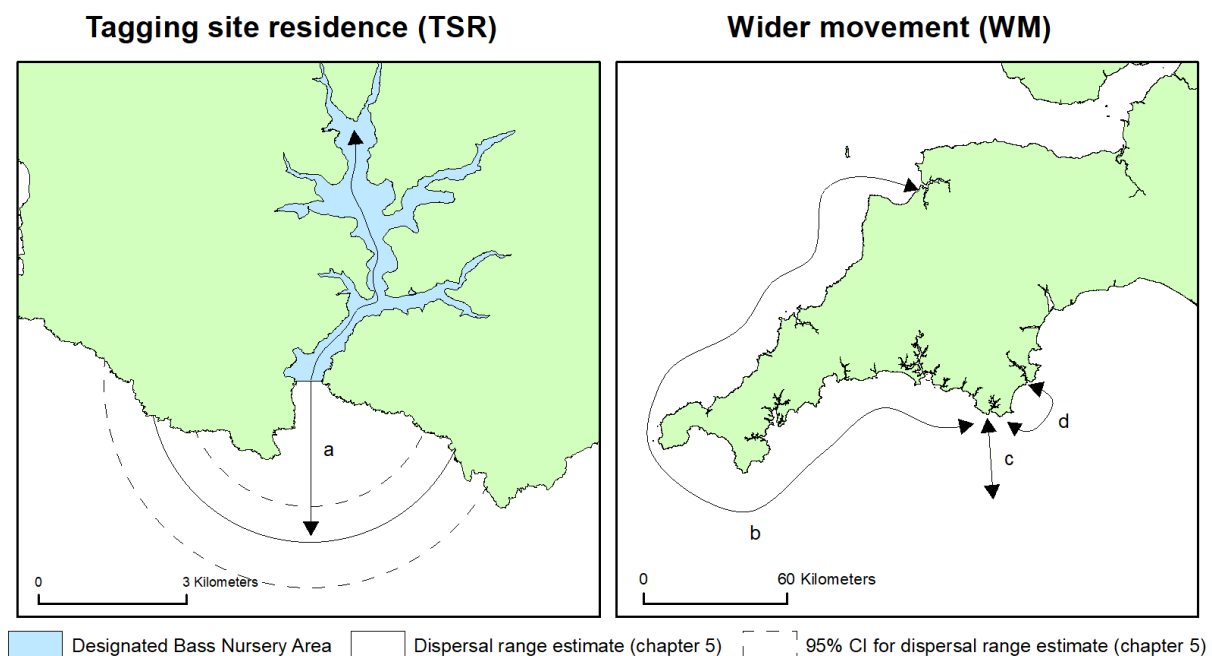 Tagging site residence (TSR)
Wider movement (WM)
a
b
c
d
0
3 Kilometers
0
60 Kilometers
Designated Bass Nursery Area
Dispersal range estimate (chapter 5)
95% CI for dispersal range estimate (chapter 5)